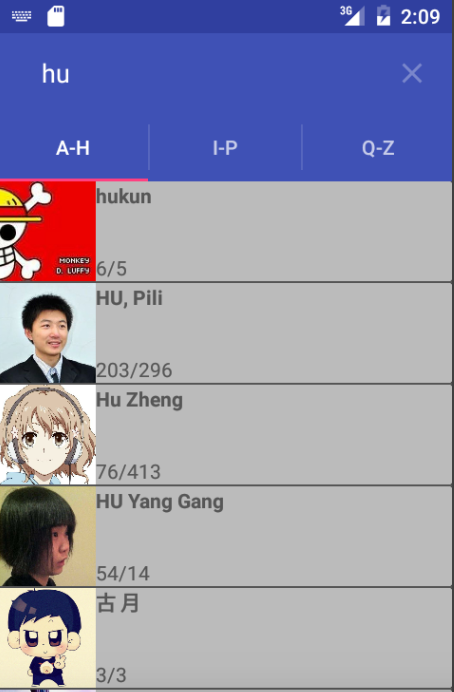 3G 2:09
hu
A-H I-P Q-Z
hukun
MONKEY
D. LUFFY
6/5
HU, Pili
203/296
Hu Zheng
76/413
HU Yang Gang
54/14
古 月
3/3